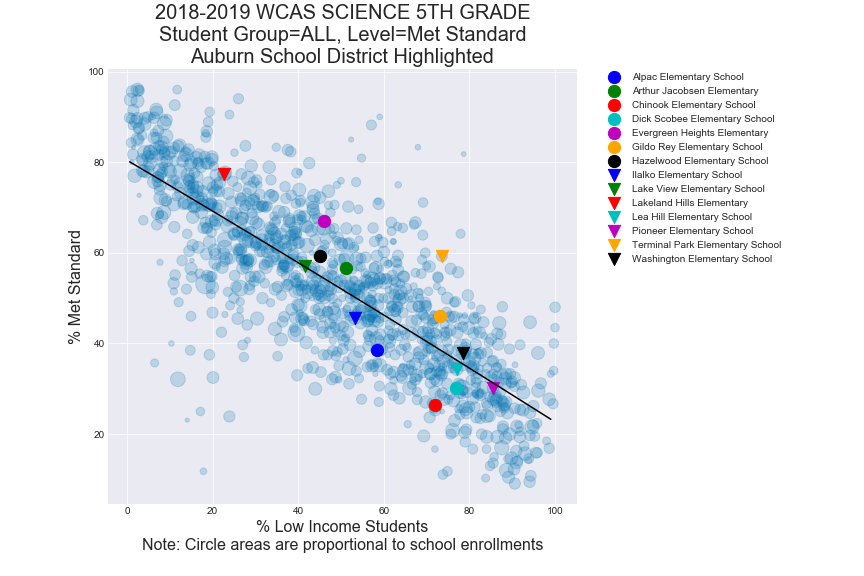 2018-2019 WCAS SCIENCE 5TH GRADE
Student Group=ALL, Level=Met Standard
Auburn School District Highlighted
% Met Standard
100
80
60
40
20
0
20
40
60
80
100
% Low Income Students
Note: Circle areas are proportional to school enrollments
Alpac Elementary School
Arthur Jacobsen Elementary
Chinook Elementary School
Dick Scobee Elementary School
Evergreen Heights Elementary
Gildo Rey Elementary School
Hazelwood Elementary School
Ilalko Elementary School
Lake View Elementary School
Lakeland Hills Elementary
Lea Hill Elementary School
Pioneer Elementary School
Terminal Park Elementary School
Washington Elementary School